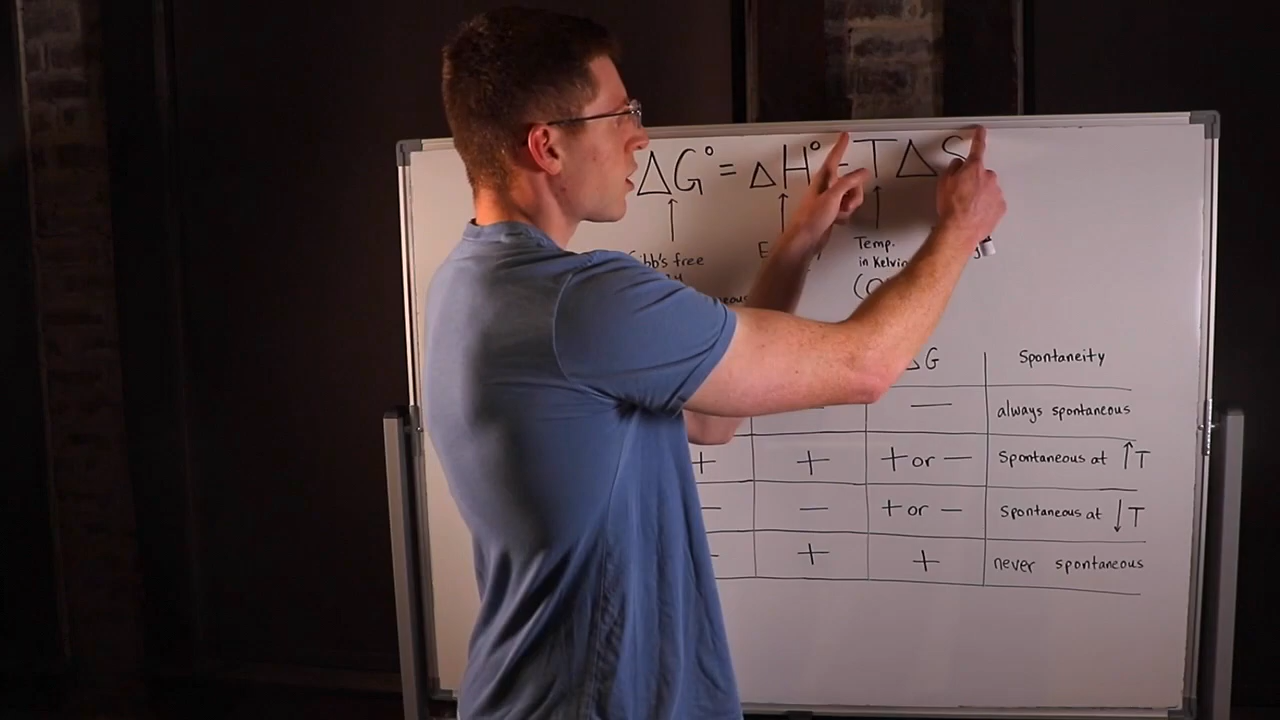 ΔG° = ΔH° - TΔS
free
Temp.
in Kelvin
ΔG Spontaneity
— always spontaneous
+ + + or — Spontaneous at ↑T
— — + or — Spontaneous at ↓T
+ + never spontaneous